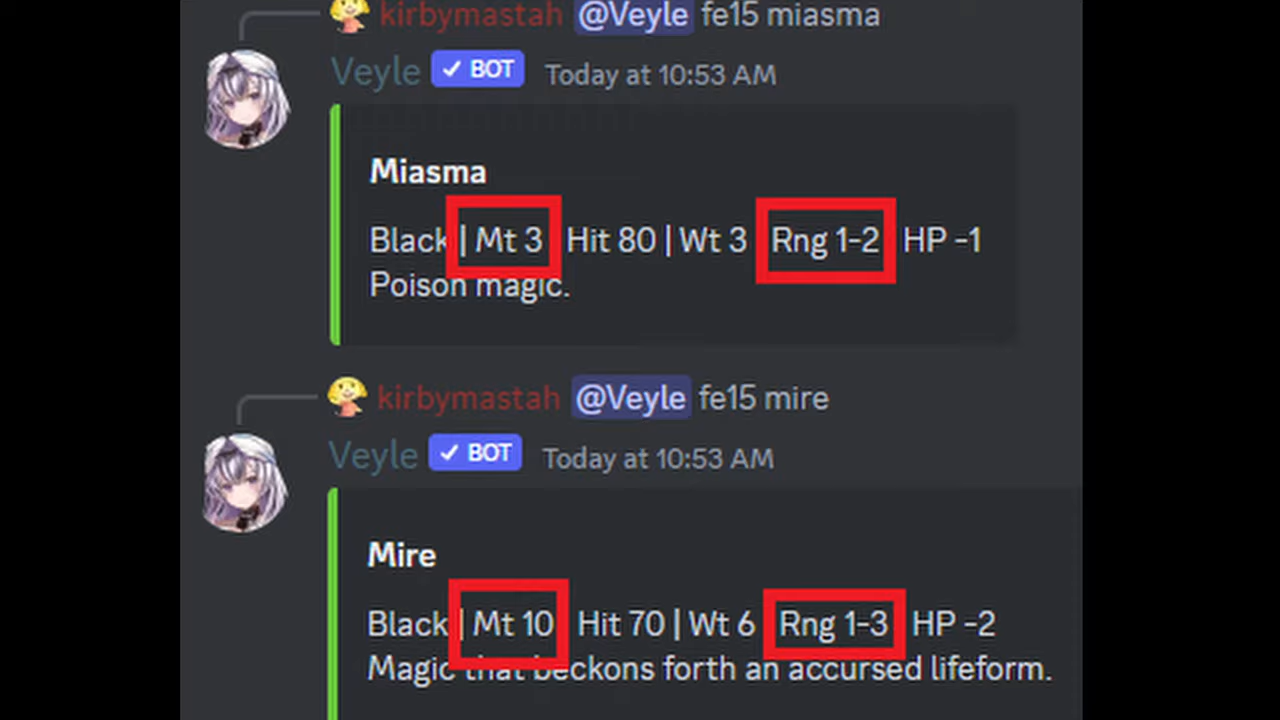 kirbymastah @Veyle fe15 miasma
Veyle ✓ BOT Today at 10:53 AM
Miasma
Black | Mt 3 Hit 80 | Wt 3 Rng 1-2 HP -1
Poison magic.
kirbymastah @Veyle fe15 mire
Veyle ✓ BOT Today at 10:53 AM
Mire
Black | Mt 10 Hit 70 | Wt 6 Rng 1-3 HP -2
Magic that beckons forth an accursed lifeform.